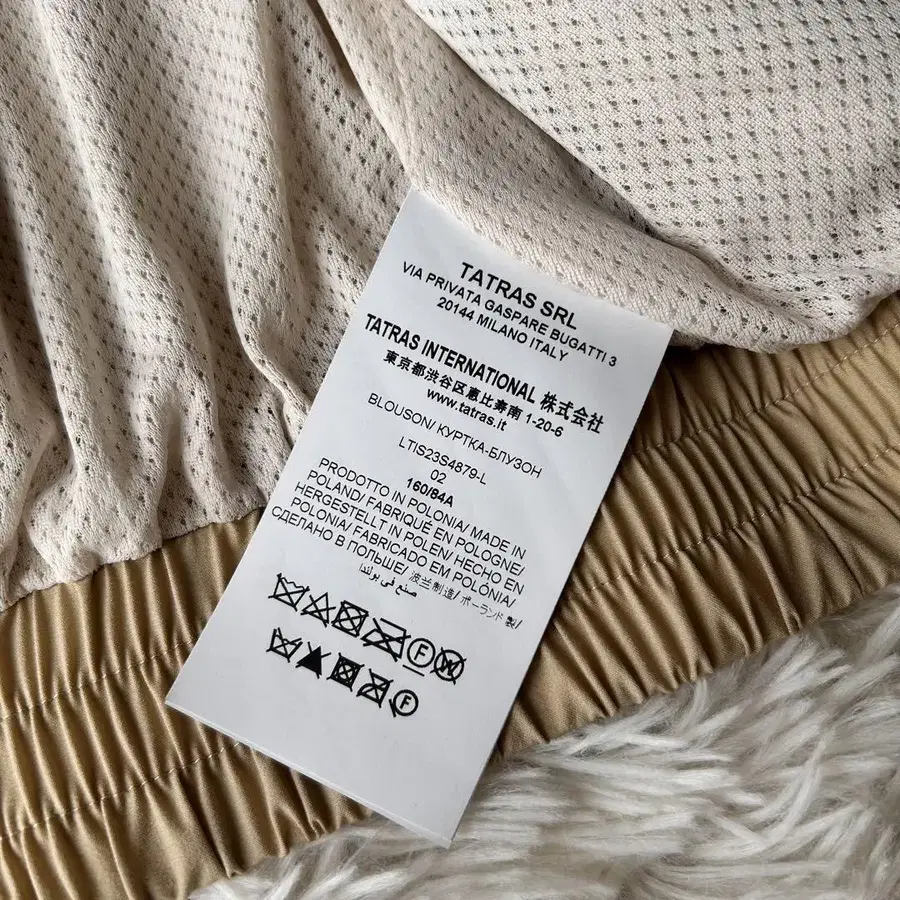 TATRAS SRL
VIA PRIVATA GASPARE BUGATTI 3
20144 MILANO ITALY
TATRAS INTERNATIONAL 株式会社
東京都渋谷区恵比寿南 1-20-6
www.tatras.it
BLOUSON/ КУРТКА-БЛУЗОН
LTIS23S4879-L
02
160/84A
PRODOTTO IN POLONIA/ MADE IN
POLAND/ FABRIQUÉ EN POLOGNE/
HERGESTELLT IN POLEN/ HECHO EN
POLONIA/ FABRICADO EM POLÓNIA/
СДЕЛАНО В ПОЛЬШЕ/ 波兰制造/ ポーランド製/
صنع في بولندا
F W
F